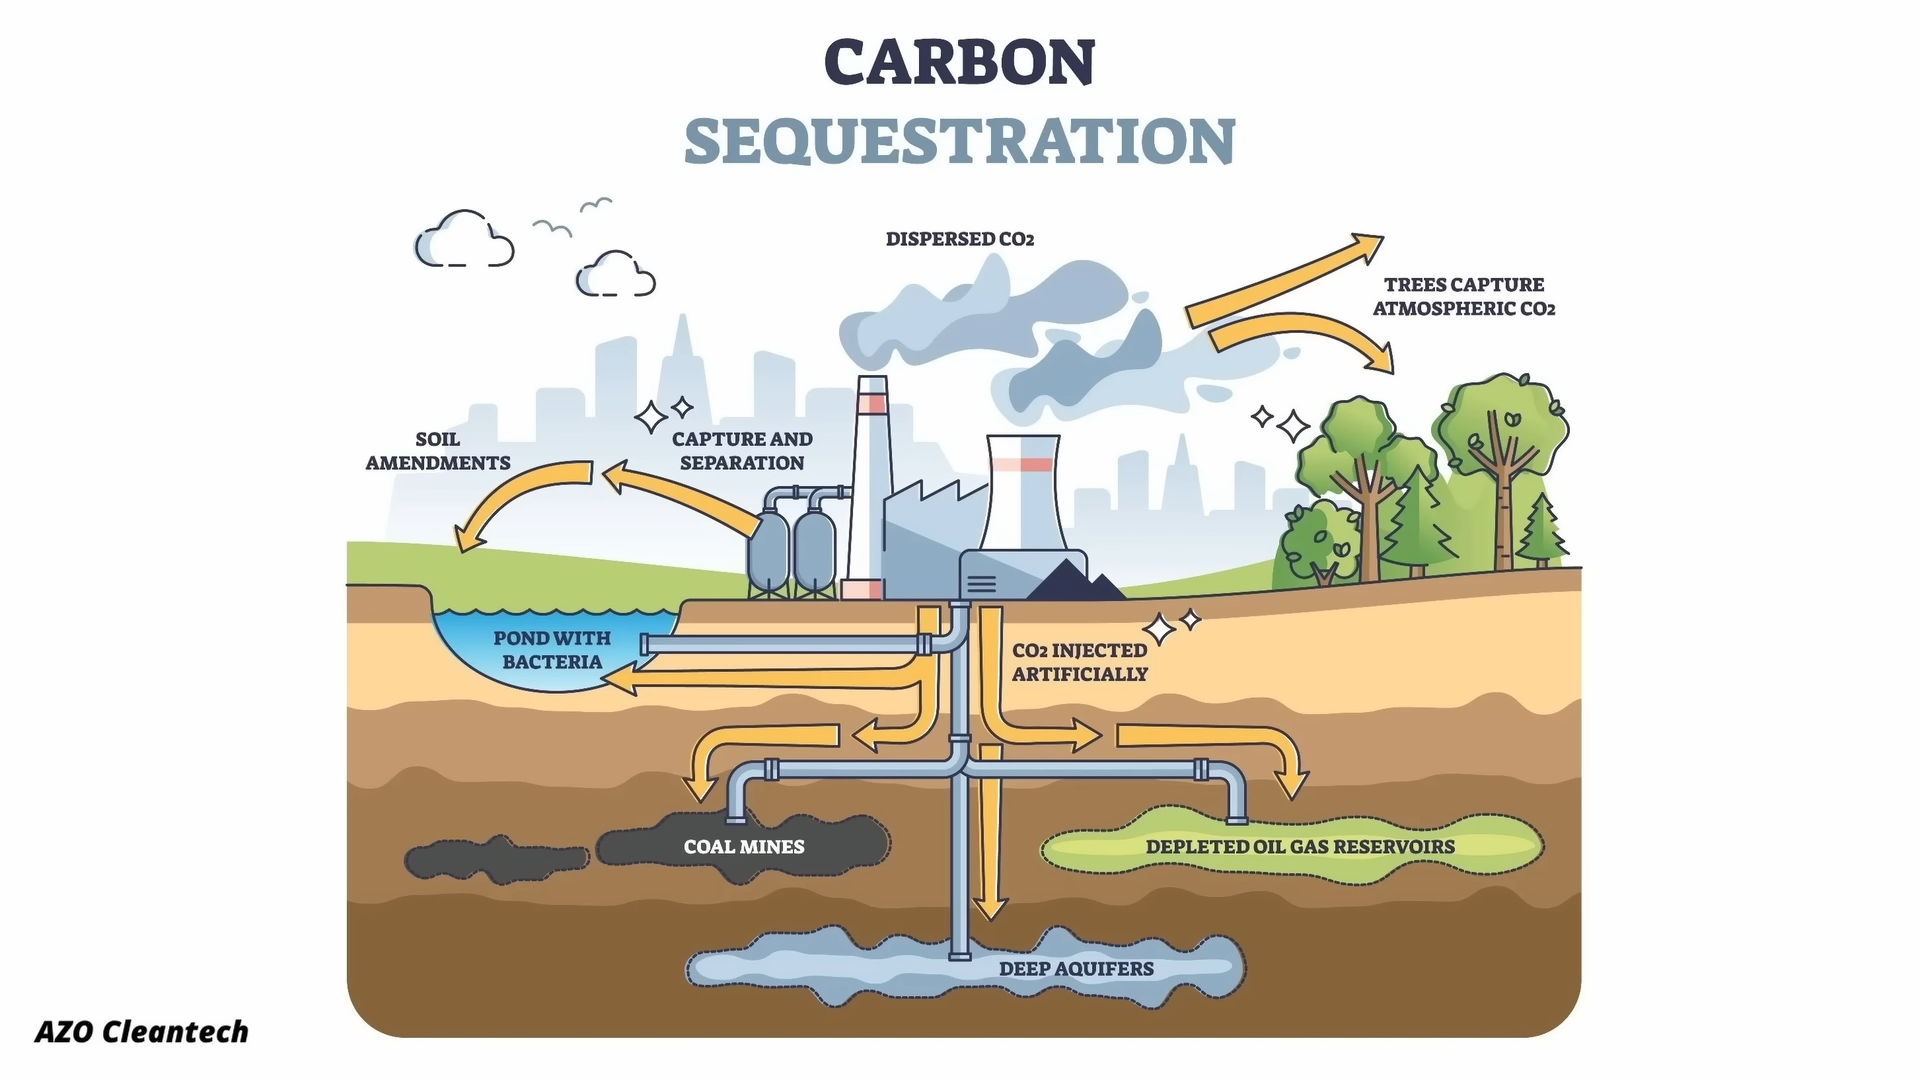 CARBON
SEQUESTRATION
DISPERSED CO2
TREES CAPTURE
ATMOSPHERIC CO2
SOIL
AMENDMENTS
CAPTURE AND
SEPARATION
POND WITH
BACTERIA
CO2 INJECTED
ARTIFICIALLY
COAL MINES
DEPLETED OIL GAS RESERVOIRS
DEEP AQUIFERS
AZO Cleantech